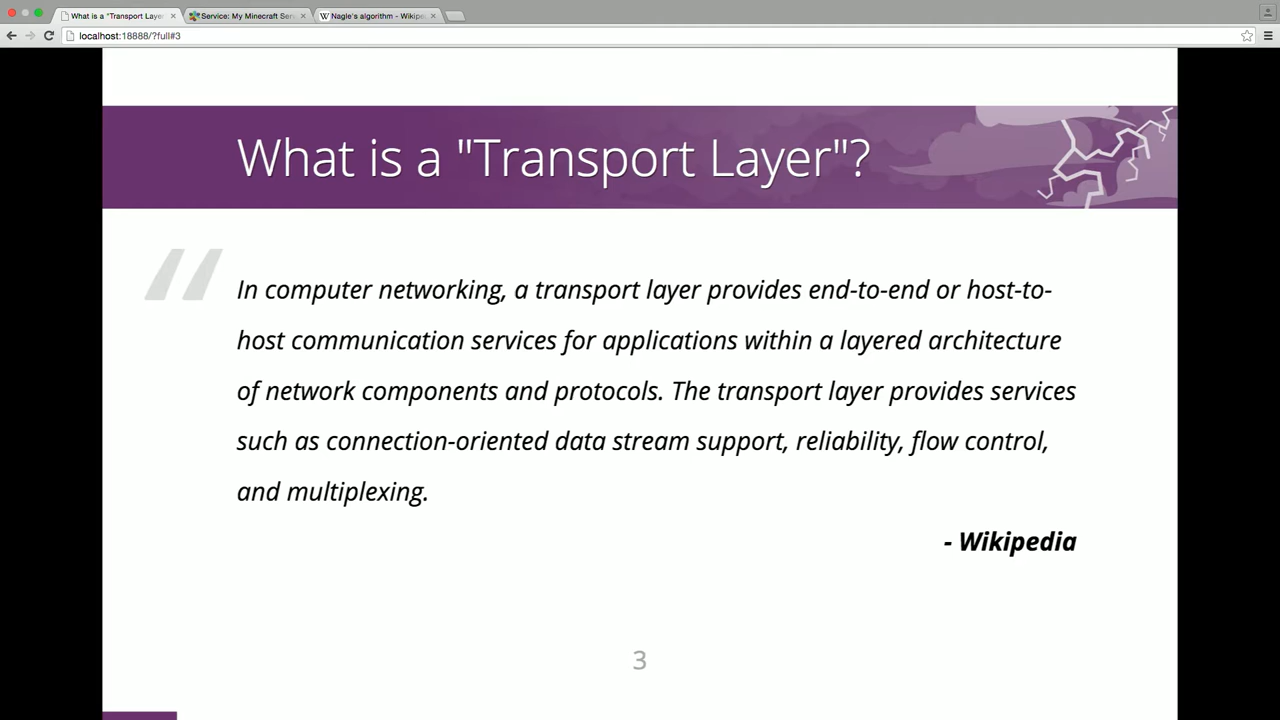 What is a "Transport Laye
Service: My Minecraft Ser
Nagle's algorithm - Wikip
localhost:18888/?full#3
What is a "Transport Layer"?
“
In computer networking, a transport layer provides end-to-end or host-to-
host communication services for applications within a layered architecture
of network components and protocols. The transport layer provides services
such as connection-oriented data stream support, reliability, flow control,
and multiplexing.
- Wikipedia
3